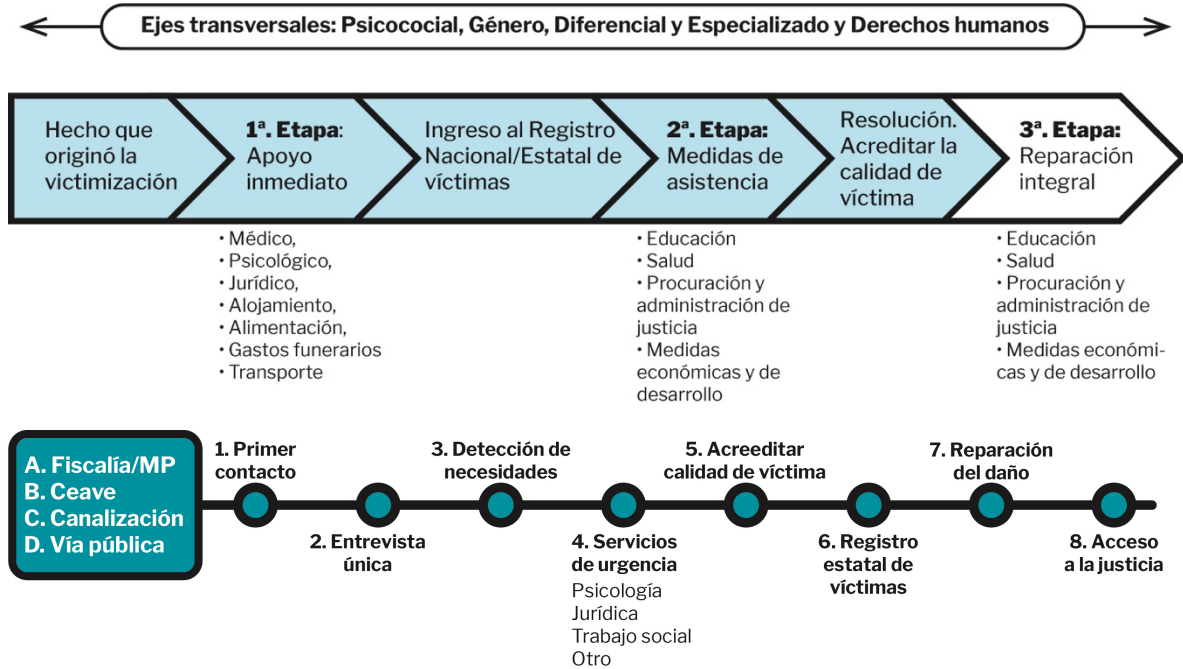 Ejes transversales: Psicocial, Género, Diferencial y Especializado y Derechos humanos
Hecho que
originó la
victimización
1ª. Etapa:
Apoyo
inmediato
Ingreso al Registro
Nacional/Estatal de
víctimas
2ª. Etapa:
Medidas de
asistencia
Resolución.
Acreditar la
calidad de
víctima
3ª. Etapa:
Reparación
integral
• Médico,
• Psicológico,
• Jurídico,
• Alojamiento,
• Alimentación,
• Gastos funerarios
• Transporte
• Educación
• Salud
• Procuración y
administración de
justicia
• Medidas
económicas y de
desarrollo
• Educación
• Salud
• Procuración y
administración de
justicia
• Medidas económi-
cas y de desarrollo
A. Fiscalía/MP
B. Ceave
C. Canalización
D. Vía pública
1. Primer
contacto
2. Entrevista
única
3. Detección de
necesidades
4. Servicios
de urgencia
Psicología
Jurídica
Trabajo social
Otro
5. Acreeditar
calidad de víctima
6. Registro
estatal de
víctimas
7. Reparación
del daño
8. Acceso
a la justicia